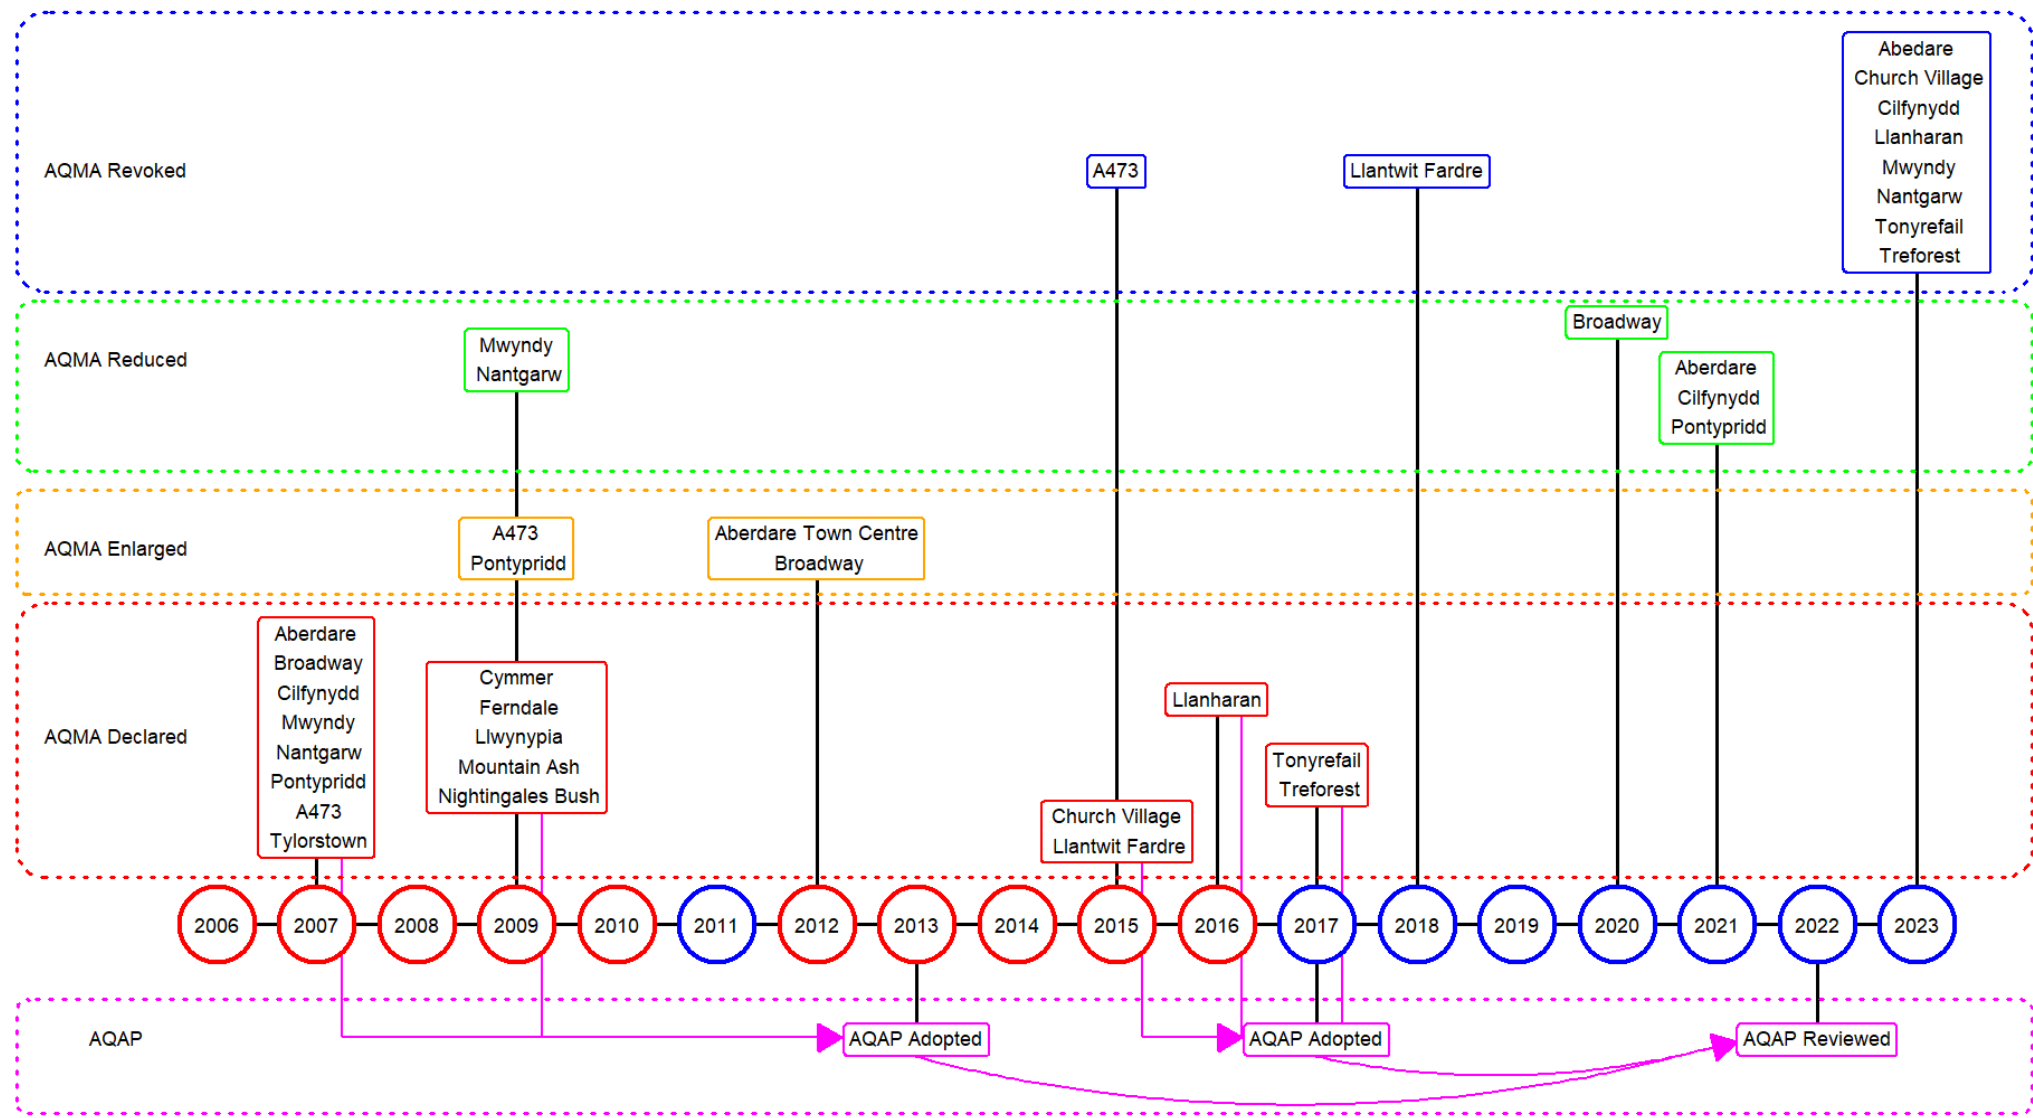 AQMA Revoked
A473
Llantwit Fardre
Abedare
Church Village
Cilfynydd
Llanharan
Mwyndy
Nantgarw
Tonyrefail
Treforest
AQMA Reduced
Mwyndy
Nantgarw
Broadway
Aberdare
Cilfynydd
Pontypridd
AQMA Enlarged
A473
Pontypridd
Aberdare Town Centre
Broadway
AQMA Declared
Aberdare
Broadway
Cilfynydd
Mwyndy
Nantgarw
Pontypridd
A473
Tylorstown
Cymmer
Ferndale
Llwynypia
Mountain Ash
Nightingales Bush
Church Village
Llantwit Fardre
Llanharan
Tonyrefail
Treforest
2006
2007
2008
2009
2010
2011
2012
2013
2014
2015
2016
2017
2018
2019
2020
2021
2022
2023
AQAP
AQAP Adopted
AQAP Adopted
AQAP Reviewed